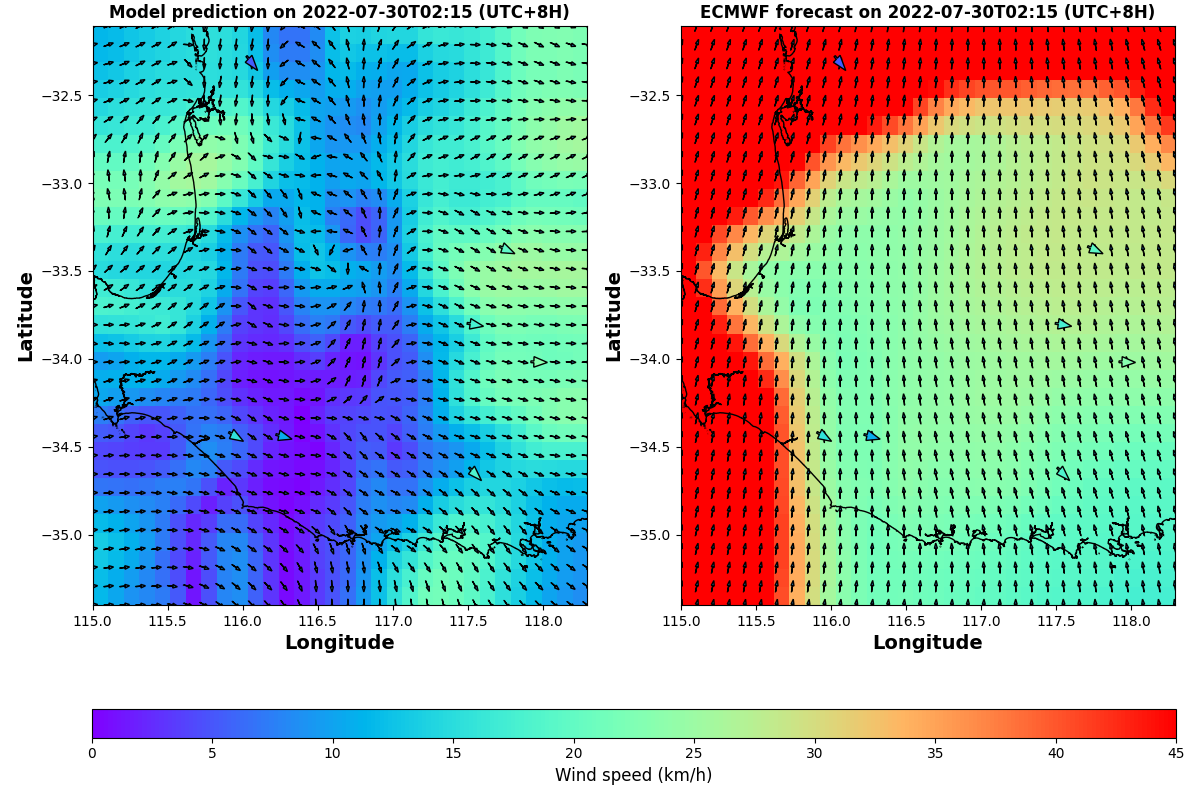 Model prediction on 2022-07-30T02:15 (UTC+8H)
ECMWF forecast on 2022-07-30T02:15 (UTC+8H)
Latitude
−32.5
−33.0
−33.5
−34.0
−34.5
−35.0
115.0 115.5 116.0 116.5 117.0 117.5 118.0
Longitude
Latitude
−32.5
−33.0
−33.5
−34.0
−34.5
−35.0
115.0 115.5 116.0 116.5 117.0 117.5 118.0
Longitude
0 5 10 15 20 25 30 35 40 45
Wind speed (km/h)